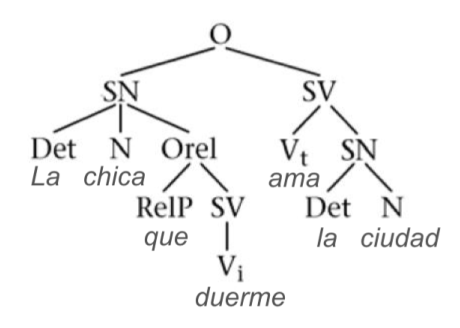 O
SN SV
Det N Orel Vt SN
La chica ama
RelP SV Det N
que la ciudad
Vi
duerme